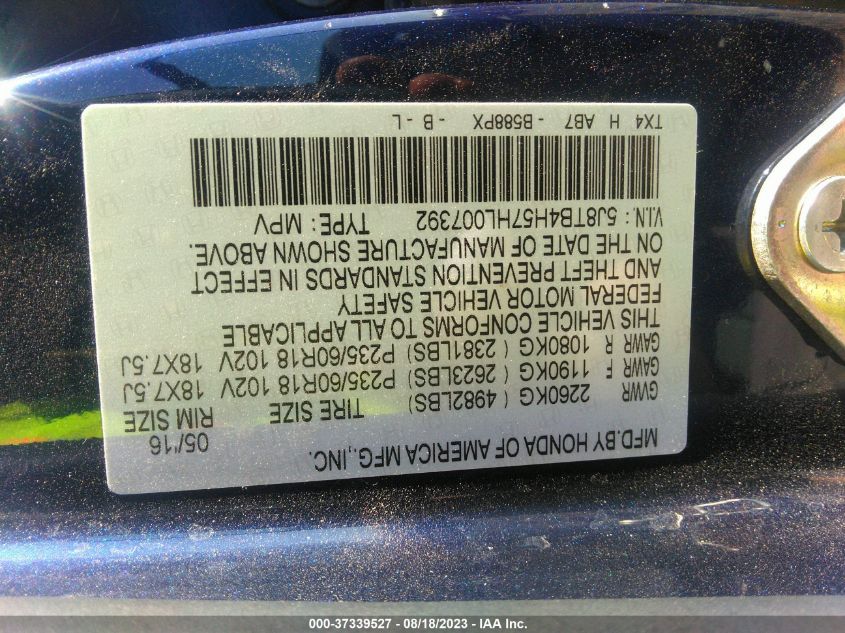 MFD.BY HONDA OF AMERICA MFG.,INC. 05/16
GVWR 2260KG ( 4982LBS) TIRE SIZE RIM SIZE
GAWR F 1190KG ( 2623LBS) P235/60R18 102V 18X7.5J
GAWR R 1080KG ( 2381LBS) P235/60R18 102V 18X7.5J
THIS VEHICLE CONFORMS TO ALL APPLICABLE
FEDERAL MOTOR VEHICLE SAFETY
AND THEFT PREVENTION STANDARDS IN EFFECT
ON THE DATE OF MANUFACTURE SHOWN ABOVE.
V.I.N : 5J8TB4H57HL007392 TYPE : MPV
TX4 H AB7 -B588PX - B - L
000-37339527 - 08/18/2023 - © IAA Inc.